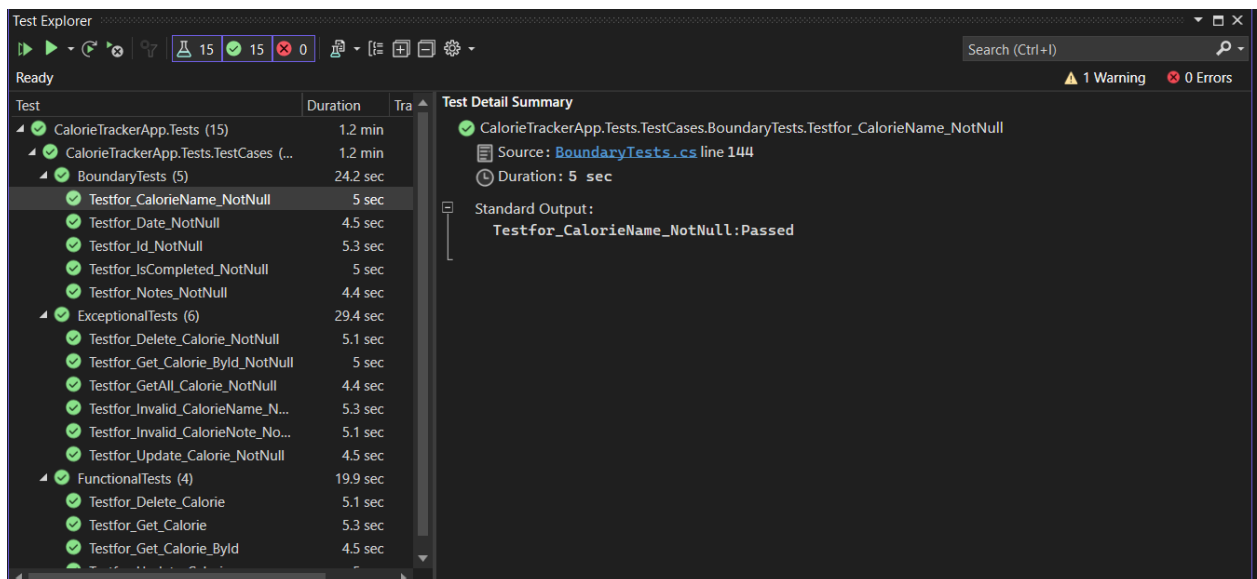 Test Explorer
15 15 0
Search (Ctrl+I)
Ready
1 Warning 0 Errors
Test Duration Tra
CalorieTrackerApp.Tests (15) 1.2 min
CalorieTrackerApp.Tests.TestCases (... 1.2 min
BoundaryTests (5) 24.2 sec
Testfor_CalorieName_NotNull 5 sec
Testfor_Date_NotNull 4.5 sec
Testfor_Id_NotNull 5.3 sec
Testfor_IsCompleted_NotNull 5 sec
Testfor_Notes_NotNull 4.4 sec
ExceptionalTests (6) 29.4 sec
Testfor_Delete_Calorie_NotNull 5.1 sec
Testfor_Get_Calorie_ById_NotNull 5 sec
Testfor_GetAll_Calorie_NotNull 4.4 sec
Testfor_Invalid_CalorieName_N... 5.3 sec
Testfor_Invalid_CalorieNote_No... 5.1 sec
Testfor_Update_Calorie_NotNull 4.5 sec
FunctionalTests (4) 19.9 sec
Testfor_Delete_Calorie 5.1 sec
Testfor_Get_Calorie 5.3 sec
Testfor_Get_Calorie_ById 4.5 sec
Test Detail Summary
CalorieTrackerApp.Tests.TestCases.BoundaryTests.Testfor_CalorieName_NotNull
Source: BoundaryTests.cs line 144
Duration: 5 sec
Standard Output:
Testfor_CalorieName_NotNull:Passed